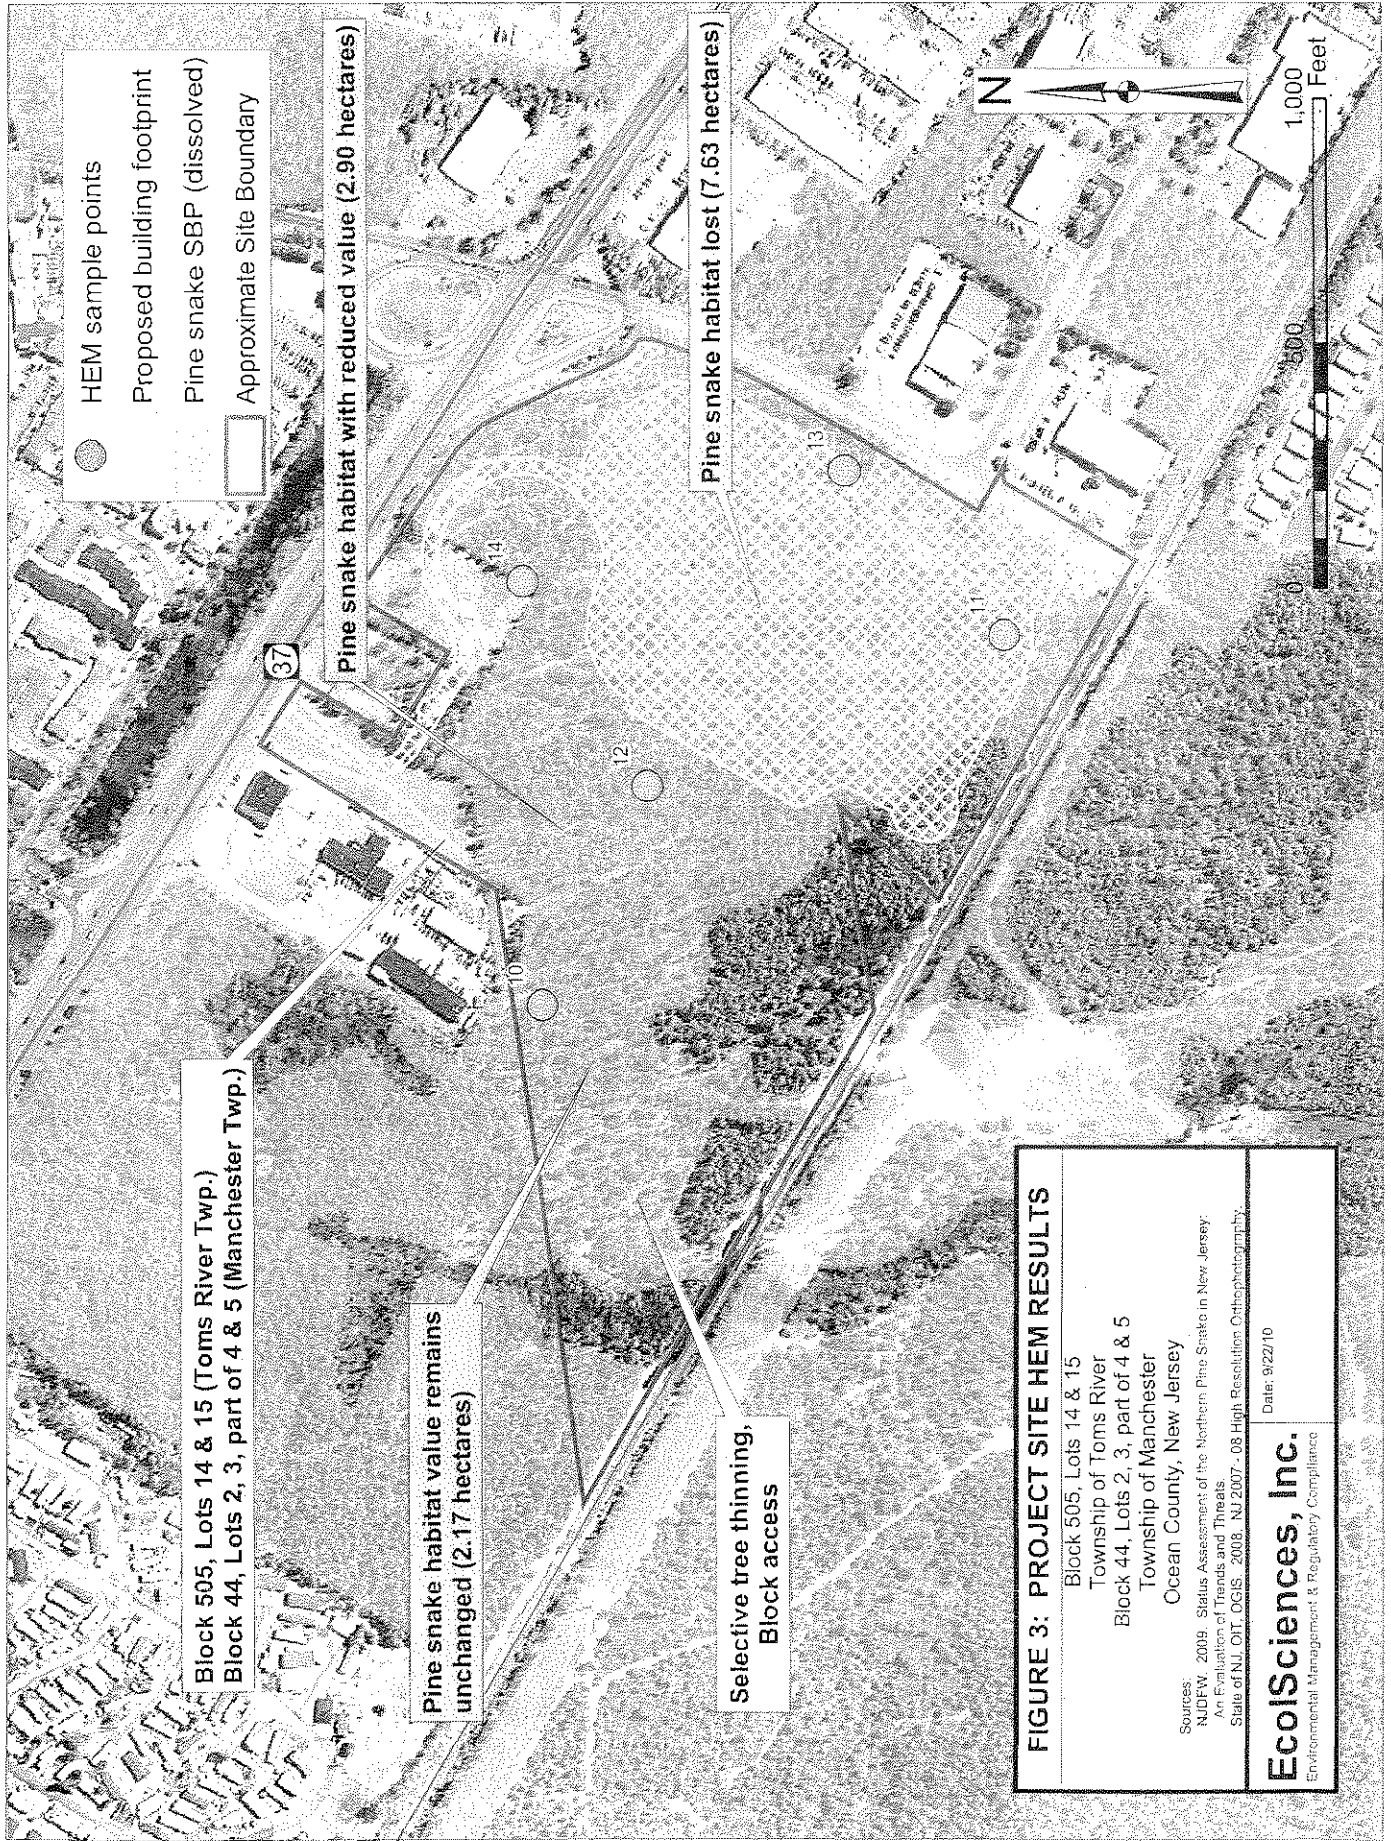 HEM sample points
Proposed building footprint
Pine snake SBP (dissolved)
Approximate Site Boundary
Block 505, Lots 14 & 15 (Toms River Twp.)
Block 44, Lots 2, 3, part of 4 & 5 (Manchester Twp.)
37
Pine snake habitat with reduced value (2.90 hectares)
Pine snake habitat value remains
unchanged (2.17 hectares)
10
12
14
Pine snake habitat lost (7.63 hectares)
13
11
Selective tree thinning,
Block access
N
0
500
1,000
Feet
FIGURE 3: PROJECT SITE HEM RESULTS
Block 505, Lots 14 & 15
Township of Toms River
Block 44, Lots 2, 3, part of 4 & 5
Township of Manchester
Ocean County, New Jersey
Sources:
NJDFW. 2009. Status Assessment of the Northern Pine Snake in New Jersey:
An Evaluation of Trends and Threats.
State of NJ, OIT, OGIS. 2008. NJ 2007 - 08 High Resolution Orthophotography.
EcolSciences, Inc.
Environmental Management & Regulatory Compliance
Date: 9/22/10